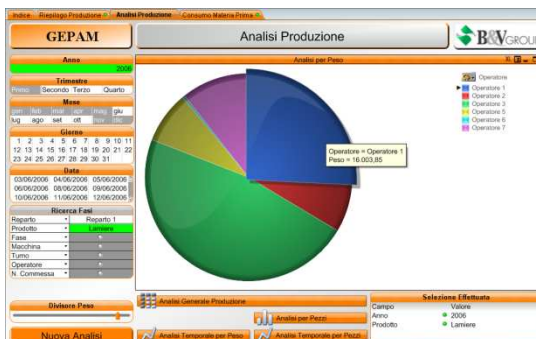 Indice Riepilogo Produzione Analisi Produzione Consumo Materia Prima
GEPAM
Analisi Produzione
B&V GROUP
Anno
2006
Trimestre
Primo Secondo Terzo Quarto
Mese
gen feb mar apr mag giu
lug ago set ott nov dic
Giorno
1 2 3 4 5 6 7 8 9 10 11
12 13 14 15 16 17 18 19 20 21 22
23 24 25 26 27 28 29 30 31
Data
03/06/2006 04/06/2006 05/06/2006
06/06/2006 08/06/2006 09/06/2006
10/06/2006 11/06/2006 12/06/2006
Ricerca Fasi
Reparto Reparto 1
Prodotto Lamiere
Fase
Macchina
Turno
Operatore
N. Commessa
Divisore Peso
Nuova Analisi
Analisi per Peso
XL
Operatore
Operatore 1
Operatore 2
Operatore 3
Operatore 5
Operatore 6
Operatore 7
Operatore = Operatore 1
Peso = 16.003,85
Analisi Generale Produzione
Analisi per Pezzi
Analisi Temporale per Peso
Analisi Temporale per Pezzi
Selezione Effettuata
Campo Valore
Anno 2006
Prodotto Lamiere